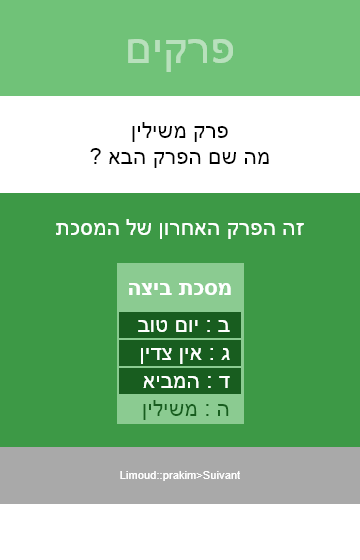 פרקים
פרק משילין
מה שם הפרק הבא ?
זה הפרק האחרון של המסכת
מסכת ביצה
ב : יום טוב
ג : אין צדין
ד : המביא
ה : משילין
Limoud::prakim>Suivant